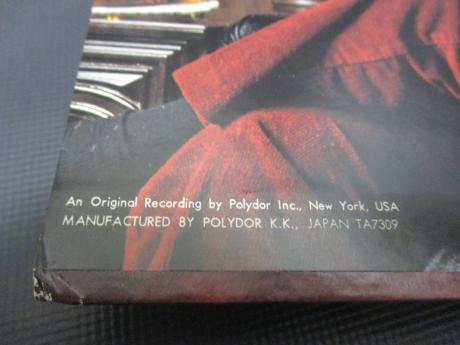 An Original Recording by Polydor Inc., New York, USA
MANUFACTURED BY POLYDOR K.K., JAPAN TA7309